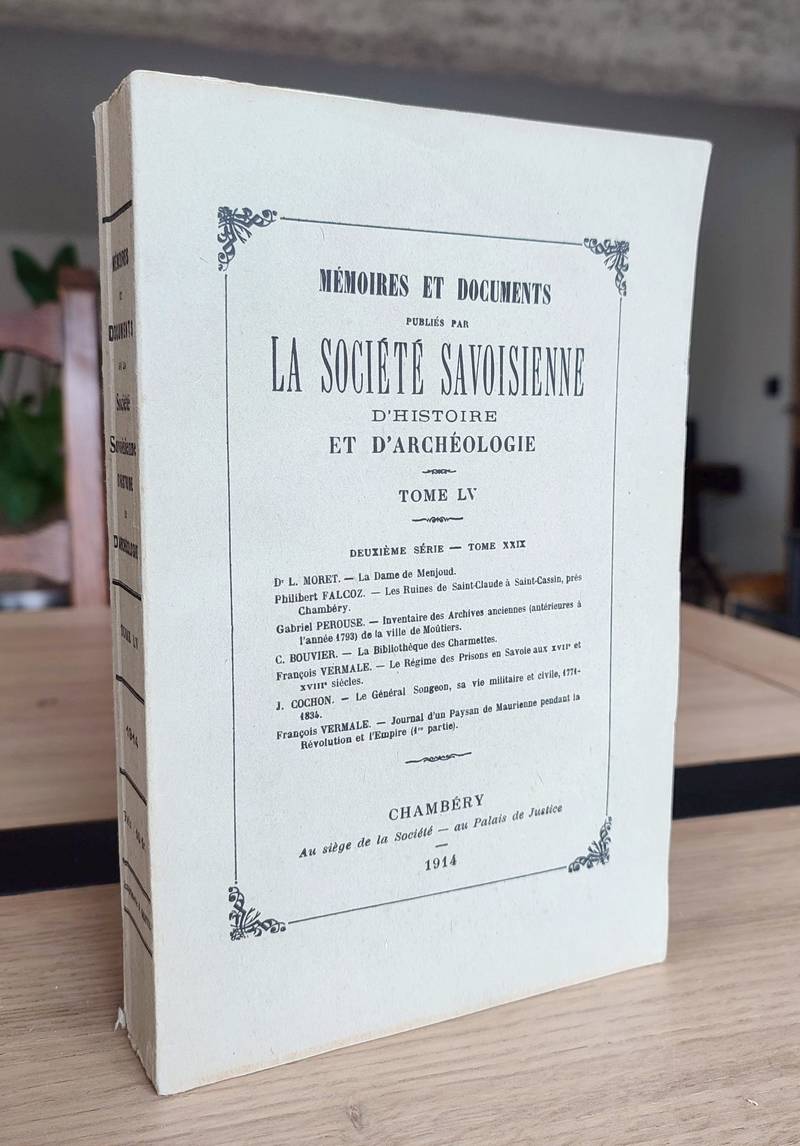 MÉMOIRES ET DOCUMENTS
PUBLIÉS PAR
LA SOCIÉTÉ SAVOISIENNE
D'HISTOIRE
ET D'ARCHÉOLOGIE
TOME LV
DEUXIÈME SÉRIE — TOME XXIX
Dr L. MORET. — La Dame de Menjoud.
Philibert FALCOZ. — Les Ruines de Saint-Claude à Saint-Cassin, près
Chambéry.
Gabriel PEROUSE. — Inventaire des Archives anciennes (antérieures à
l'année 1793) de la ville de Moûtiers.
C. BOUVIER. — La Bibliothèque des Charmettes.
François VERMALE. — Le Régime des Prisons en Savoie aux XVIIe et
XVIIIe siècles.
J. COCHON. — Le Général Songeon, sa vie militaire et civile, 1771-
1834.
François VERMALE. — Journal d'un Paysan de Maurienne pendant la
Révolution et l'Empire (1re partie).
CHAMBÉRY
Au siège de la Société — au Palais de Justice
1914
MÉMOIRES
ET
DOCUMENTS
DE LA
Société
Savoisienne
D'HISTOIRE
ET
D'ARCHÉOLOGIE
TOME LV
1914